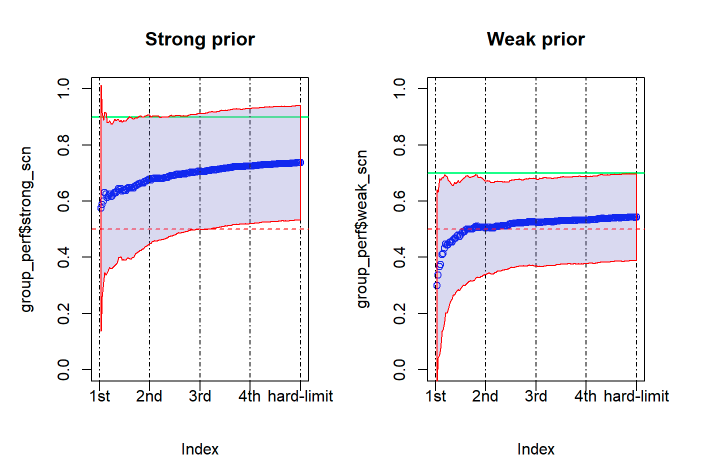 Strong prior
group_perf$strong_scn
0.0 0.2 0.4 0.6 0.8 1.0
1st 2nd 3rd 4th hard-limit
Index
Weak prior
group_perf$weak_scn
0.0 0.2 0.4 0.6 0.8 1.0
1st 2nd 3rd 4th hard-limit
Index